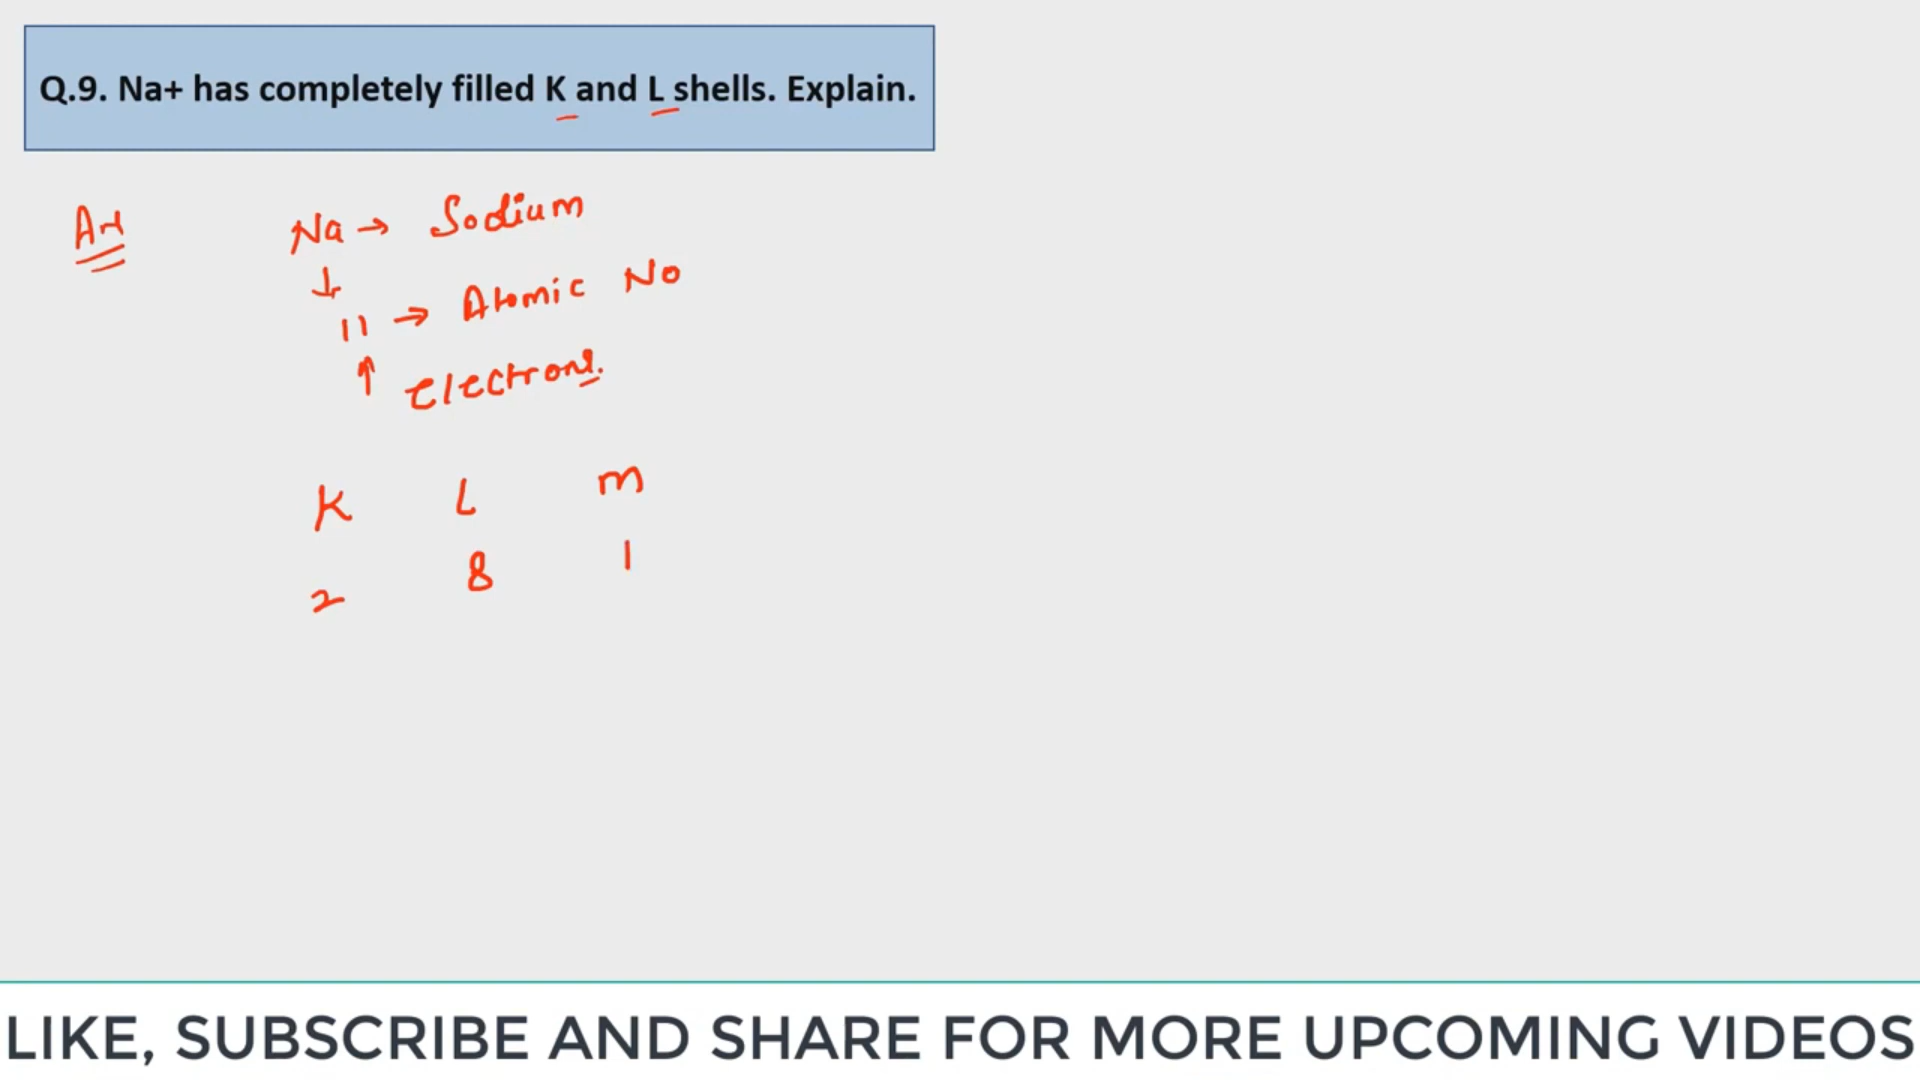 Q.9. Na+ has completely filled K and L shells. Explain.
Na → Sodium
↓
11 → Atomic No
↑ Electrons.
K L M
2 8 1
LIKE, SUBSCRIBE AND SHARE FOR MORE UPCOMING VIDEOS